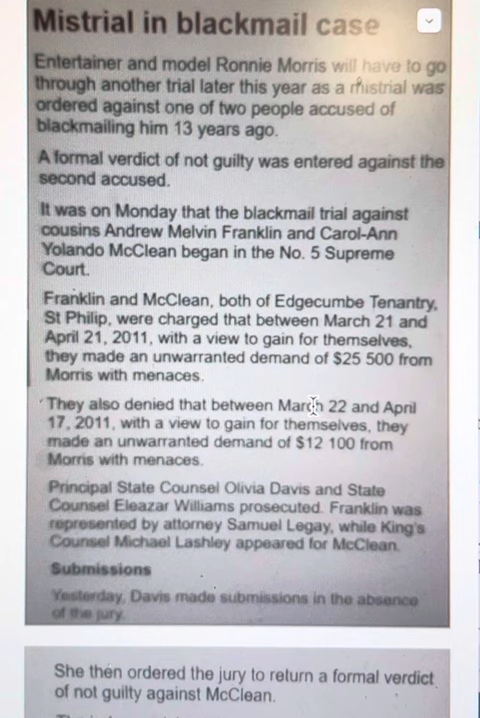 Mistrial in blackmail case
Entertainer and model Ronnie Morris will have to go
through another trial later this year as a mistrial was
ordered against one of two people accused of
blackmailing him 13 years ago.
A formal verdict of not guilty was entered against the
second accused.
It was on Monday that the blackmail trial against
cousins Andrew Melvin Franklin and Carol-Ann
Yolando McClean began in the No. 5 Supreme
Court.
Franklin and McClean, both of Edgecumbe Tenantry,
St Philip, were charged that between March 21 and
April 21, 2011, with a view to gain for themselves,
they made an unwarranted demand of $25 500 from
Morris with menaces.
They also denied that between March 22 and April
17, 2011, with a view to gain for themselves, they
made an unwarranted demand of $12 100 from
Morris with menaces.
Principal State Counsel Olivia Davis and State
Counsel Eleazar Williams prosecuted. Franklin was
represented by attorney Samuel Legay, while King's
Counsel Michael Lashley appeared for McClean.
Submissions
Yesterday, Davis made submissions in the absence
of the jury.
She then ordered the jury to return a formal verdict
of not guilty against McClean.